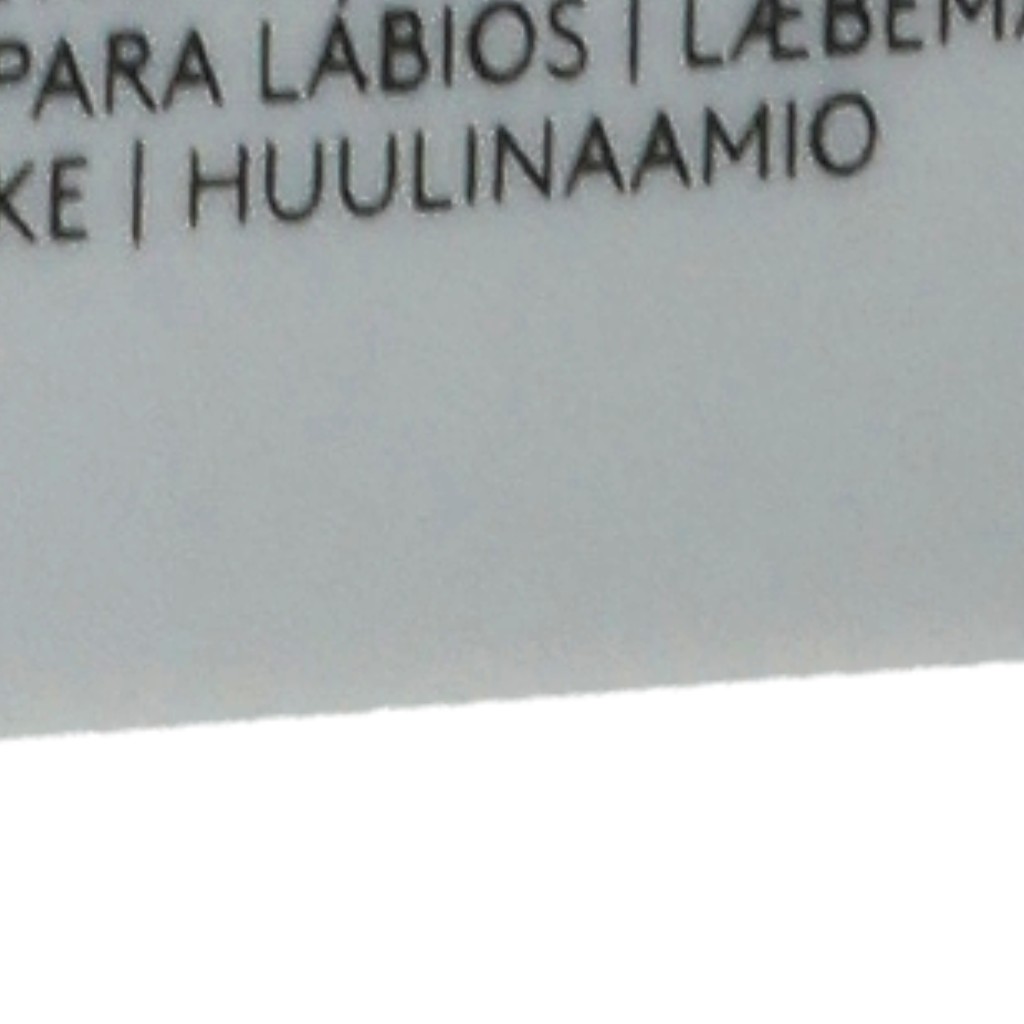 PARA LÁBIOS | LÆBEMA
KE | HUULINAAMIO